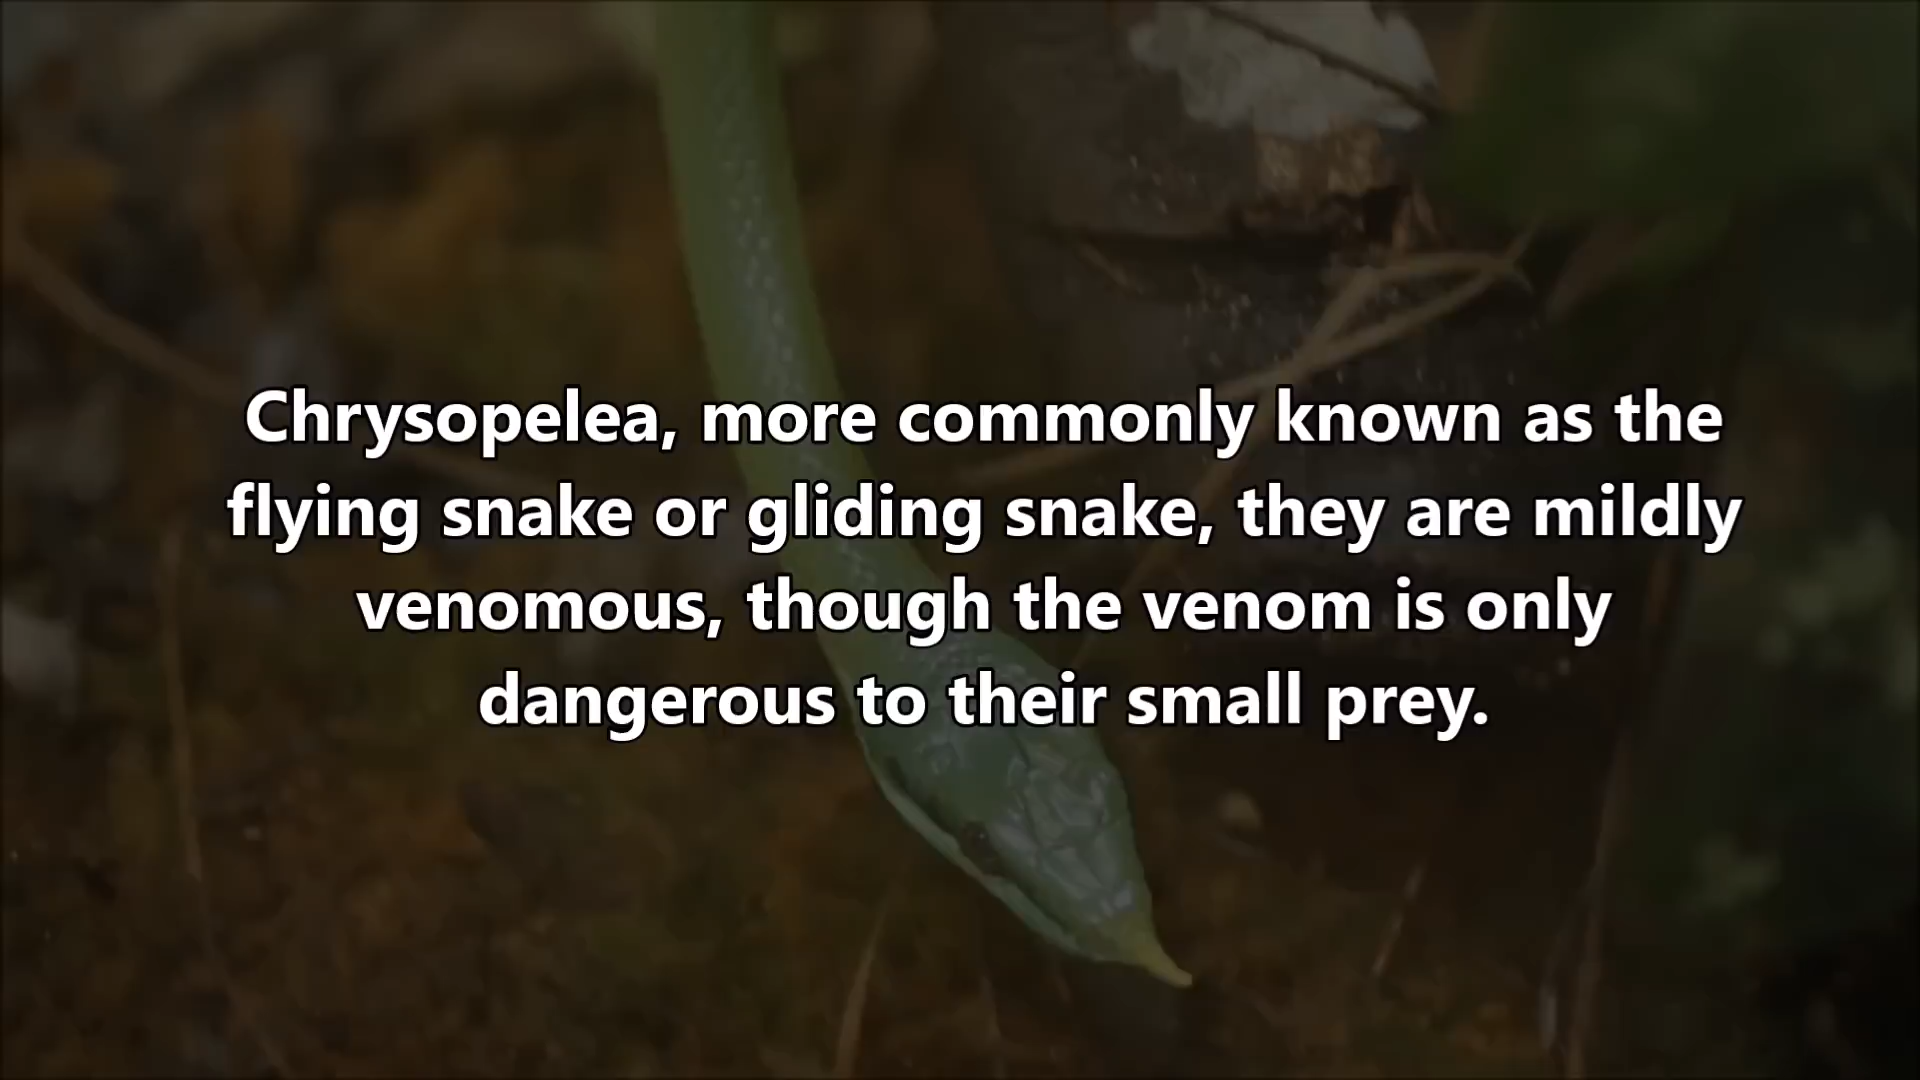 Chrysopelea, more commonly known as the
flying snake or gliding snake, they are mildly
venomous, though the venom is only
dangerous to their small prey.